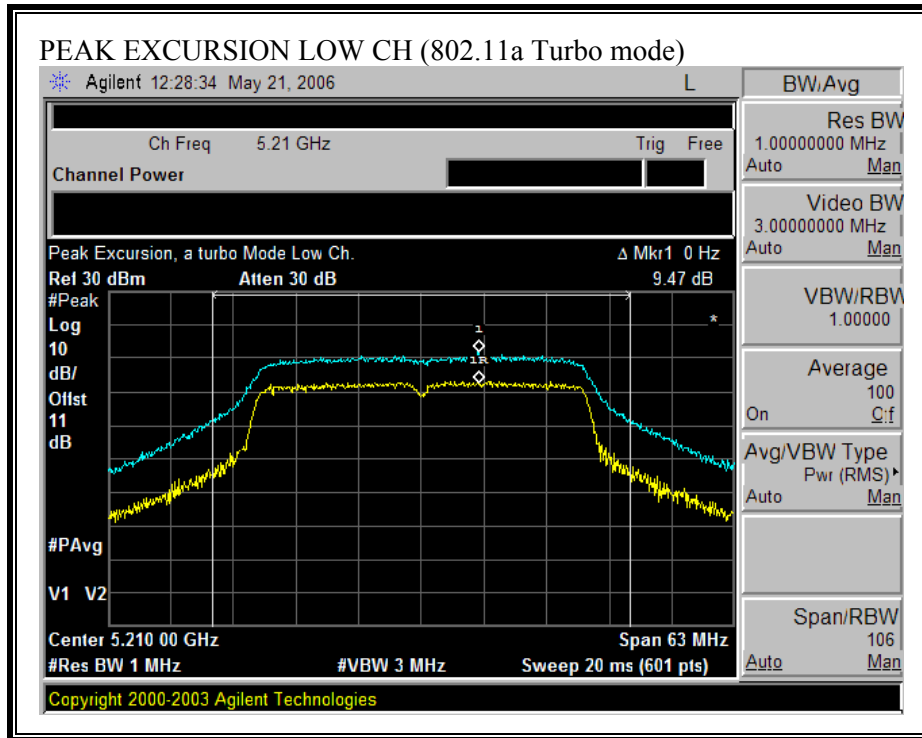 PEAK EXCURSION LOW CH (802.11a Turbo mode)
Agilent 12:28:34 May 21, 2006 L
Ch Freq 5.21 GHz Trig Free
Channel Power
Peak Excursion, a turbo Mode Low Ch.
Δ Mkr1 0 Hz
Ref 30 dBm Atten 30 dB 9.47 dB
#Peak
Log
10
dB/
Offst
11
dB
1
1R
*
#PAvg
V1 V2
Center 5.210 00 GHz Span 63 MHz
#Res BW 1 MHz #VBW 3 MHz Sweep 20 ms (601 pts)
Copyright 2000-2003 Agilent Technologies
BW/Avg
Res BW
1.00000000 MHz
Auto Man
Video BW
3.00000000 MHz
Auto Man
VBW/RBW
1.00000
Average
100
On
Avg/VBW Type
Pwr (RMS)
Auto Man
Span/RBW
106
Auto Man